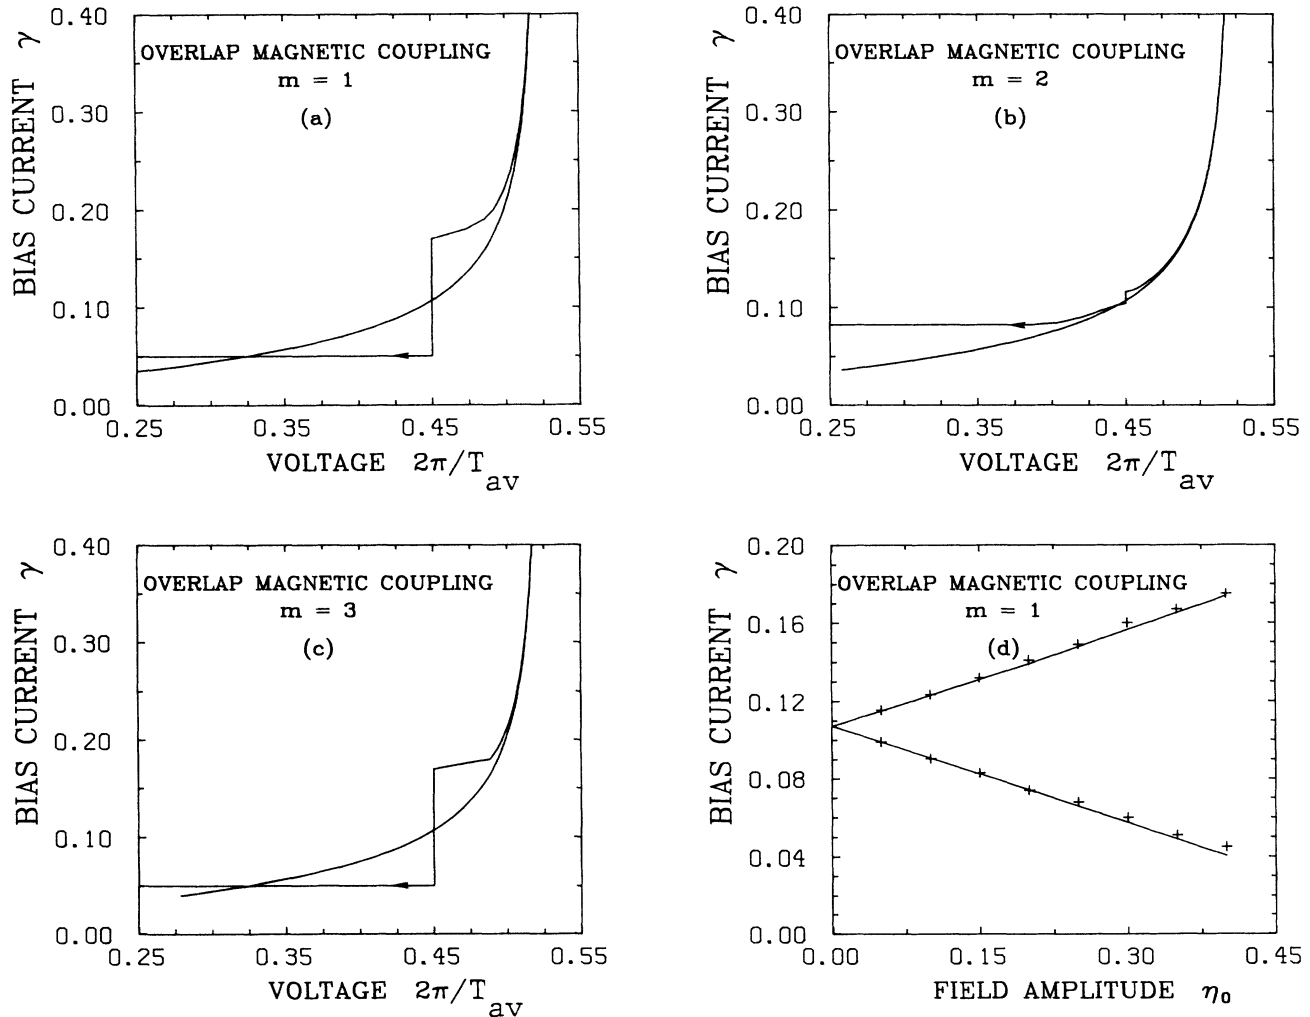 BIAS CURRENT γ
0.40
0.30
0.20
0.10
0.00
OVERLAP MAGNETIC COUPLING
m = 1
(a)
0.25 0.35 0.45 0.55
VOLTAGE 2π/T_av
BIAS CURRENT γ
0.40
0.30
0.20
0.10
0.00
OVERLAP MAGNETIC COUPLING
m = 2
(b)
0.25 0.35 0.45 0.55
VOLTAGE 2π/T_av
BIAS CURRENT γ
0.40
0.30
0.20
0.10
0.00
OVERLAP MAGNETIC COUPLING
m = 3
(c)
0.25 0.35 0.45 0.55
VOLTAGE 2π/T_av
BIAS CURRENT γ
0.20
0.16
0.12
0.08
0.04
0.00
OVERLAP MAGNETIC COUPLING
m = 1
(d)
0.00 0.15 0.30 0.45
FIELD AMPLITUDE η₀